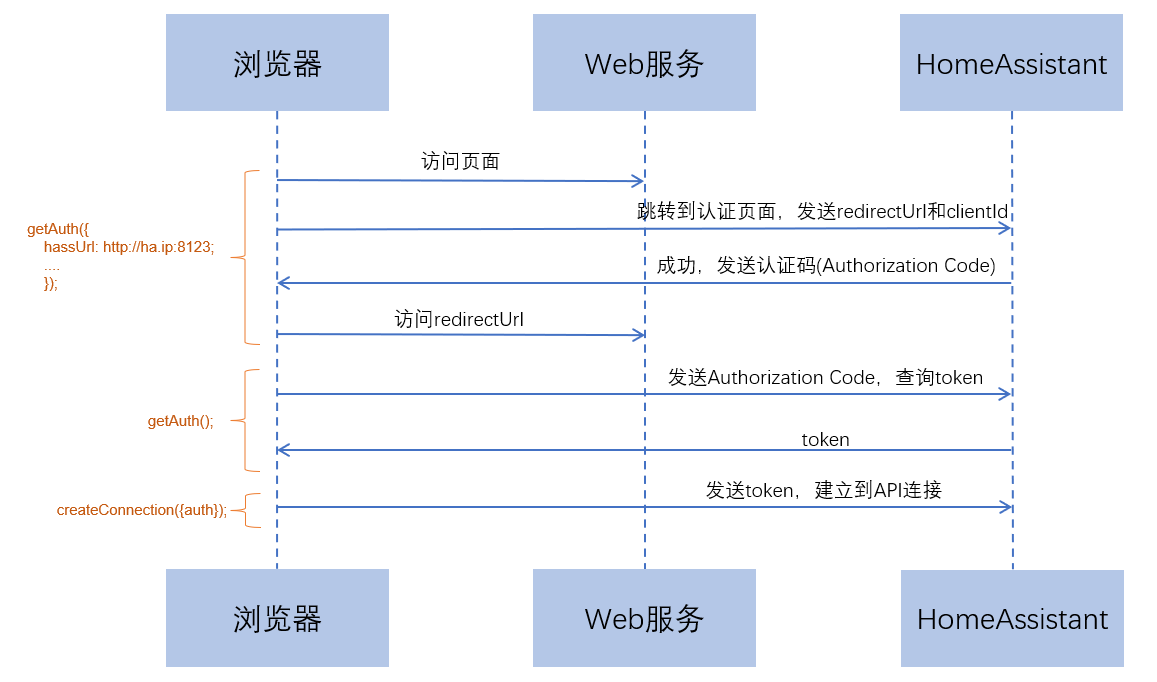 浏览器
Web服务
HomeAssistant
访问页面
跳转到认证页面，发送redirectUrl和clientId
getAuth({
hassUrl: http://ha.ip:8123;
....
});
成功，发送认证码(Authorization Code)
访问redirectUrl
发送Authorization Code，查询token
getAuth();
token
发送token，建立到API连接
createConnection({auth});
浏览器
Web服务
HomeAssistant